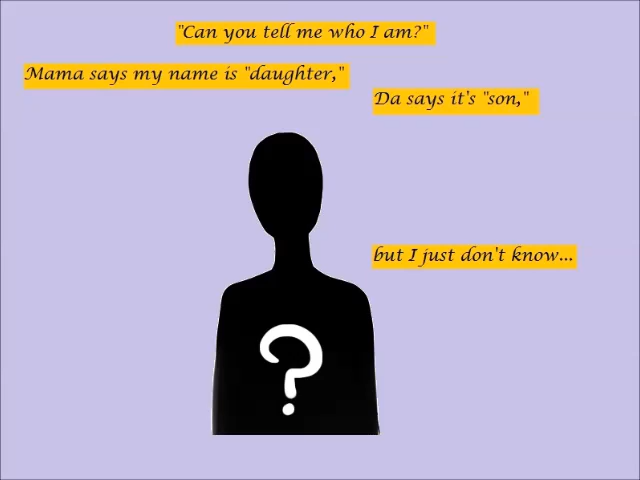 "Can you tell me who I am?"
Mama says my name is "daughter,"
Da says it's "son,"
but I just don't know...
?